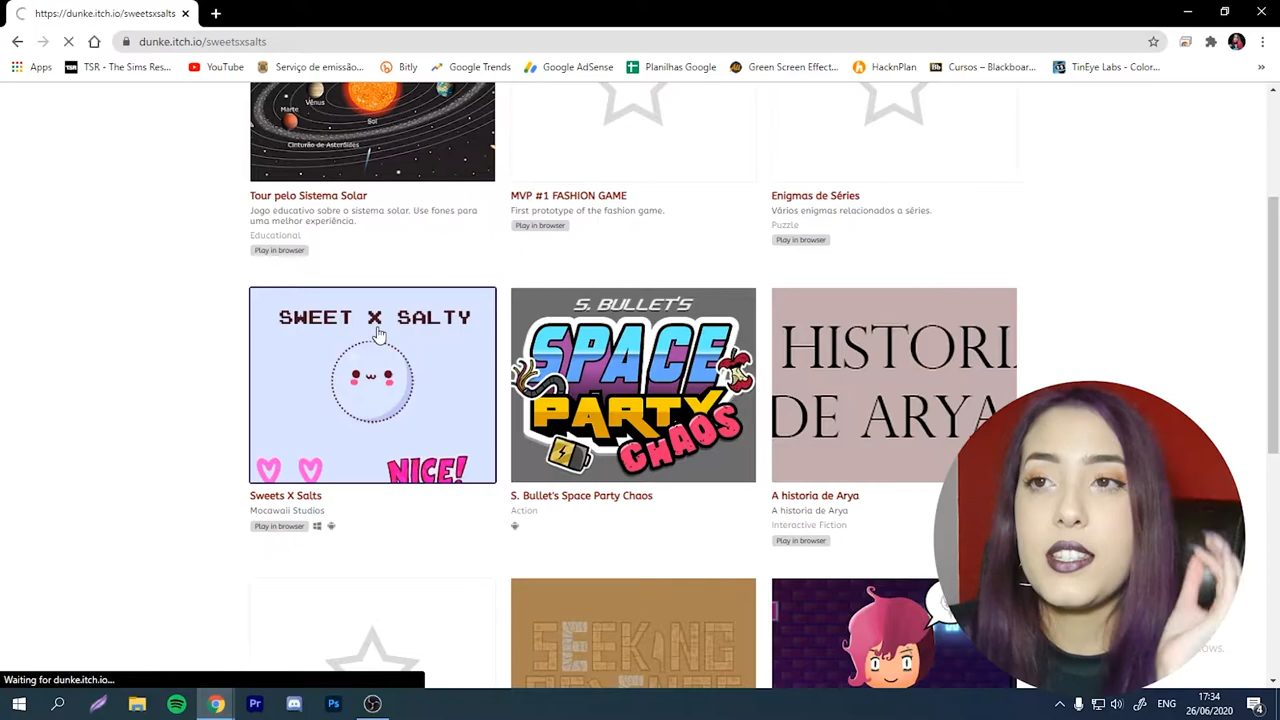 https://dunke.itch.io/sweetsxsalts
dunke.itch.io/sweetsxsalts
Apps
TSR - The Sims Res...
YouTube
Serviço de emissão...
Bitly
Google Trends
Google AdSense
Planilhas Google
Green Screen Effect...
HacknPlan
Cursos – Blackboar...
TinEye Labs - Color...
Vênus
Marte
Sol
Cinturão de Asteróides
Tour pelo Sistema Solar
Jogo educativo sobre o sistema solar. Use fones para
uma melhor experiência.
Educational
Play in browser
MVP #1 FASHION GAME
First prototype of the fashion game.
Play in browser
Enigmas de Séries
Vários enigmas relacionados a séries.
Puzzle
Play in browser
SWEET X SALTY
NICE!
Sweets X Salts
Mocawaii Studios
Play in browser
S. BULLET'S
SPACE
PARTY
CHAOS
S. Bullet's Space Party Chaos
Action
HISTORI
DE ARYA
A historia de Arya
A historia de Arya
Interactive Fiction
Play in browser
SEEKING
Waiting for dunke.itch.io...
ENG
17:34
26/06/2020
4